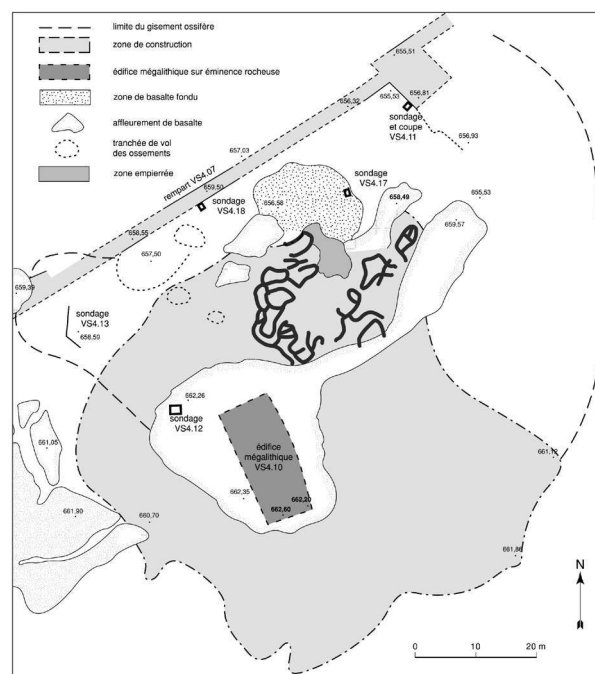 limite du gisement ossifère
zone de construction
édifice mégalithique sur éminence rocheuse
zone de basalte fondu
affleurement de basalte
tranchée de vol
des ossements
zone empierrée
655,51
655,53
656,81
656,32
sondage
et coupe
VS4.11
656,93
657,03
rempart VS4.07
659,50
sondage
VS4.17
sondage
VS4.18
656,58
658,49
655,53
659,57
658,55
657,50
659,39
sondage
VS4.13
658,50
662,26
sondage
VS4.12
édifice
mégalithique
VS4.10
661,05
661,12
662,35
662,20
662,60
661,90
660,70
661,86
N
0 10 20 m